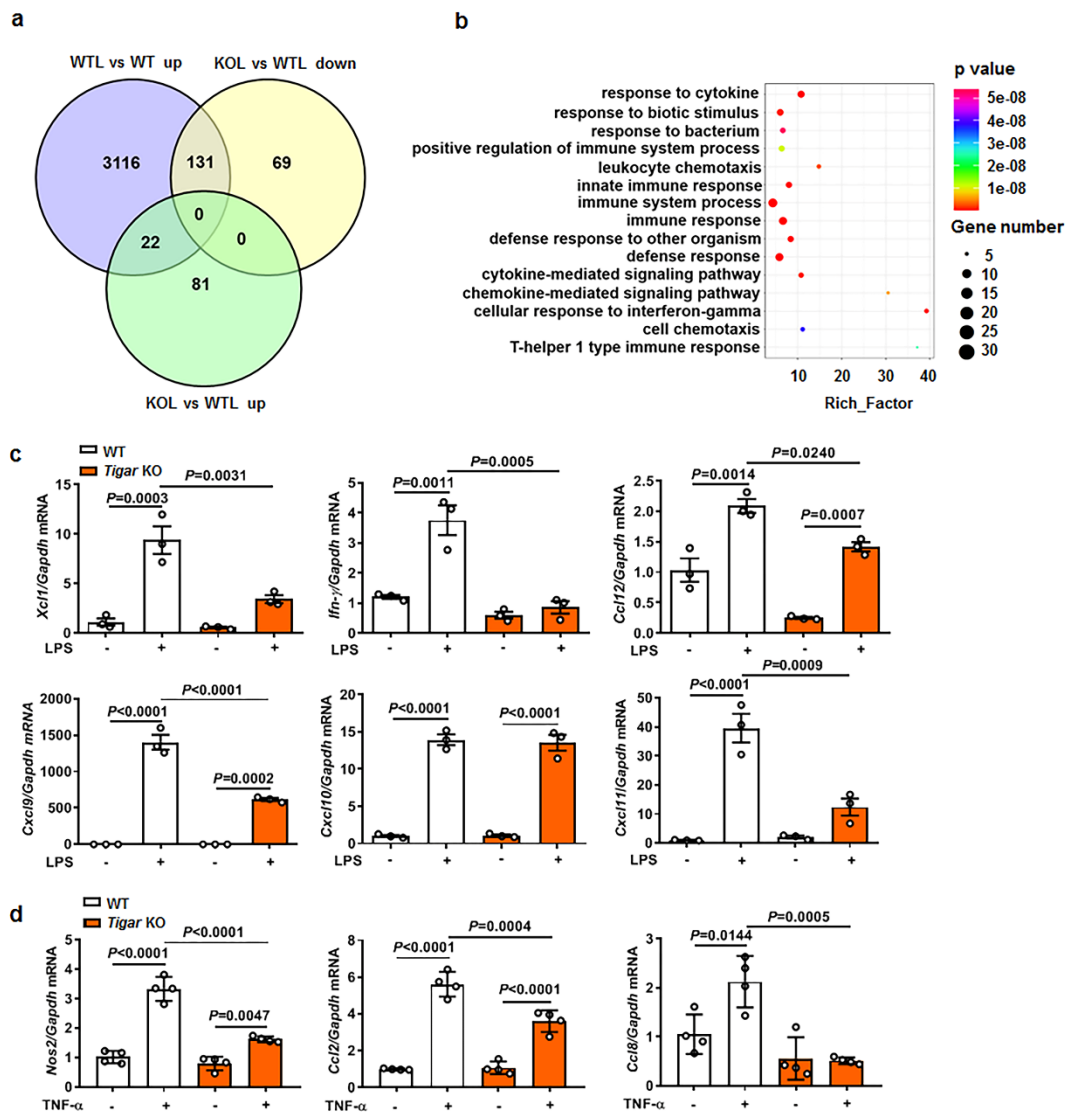 a
WTL vs WT up
KOL vs WTL down
3116
131
69
0
22
0
81
KOL vs WTL up
b
response to cytokine
response to biotic stimulus
response to bacterium
positive regulation of immune system process
leukocyte chemotaxis
innate immune response
immune system process
immune response
defense response to other organism
defense response
cytokine-mediated signaling pathway
chemokine-mediated signaling pathway
cellular response to interferon-gamma
cell chemotaxis
T-helper 1 type immune response
10 20 30 40
Rich_Factor
p value
5e-08
4e-08
3e-08
2e-08
1e-08
Gene number
5
10
15
20
25
30
c
WT
Tigar KO
Xcl1/Gapdh mRNA
15
10
5
0
P=0.0003
P=0.0031
LPS - + - +
Ifn-γ/Gapdh mRNA
5
4
3
2
1
0
P=0.0011
P=0.0005
LPS - + - +
Ccl12/Gapdh mRNA
2.5
2.0
1.5
1.0
0.5
0.0
P=0.0014
P=0.0240
P=0.0007
LPS - + - +
Cxcl9/Gapdh mRNA
2000
1500
1000
500
0
P<0.0001
P<0.0001
P=0.0002
LPS - + - +
Cxcl10/Gapdh mRNA
20
15
10
5
0
P<0.0001
P<0.0001
LPS - + - +
Cxcl11/Gapdh mRNA
50
40
30
20
10
0
P<0.0001
P=0.0009
LPS - + - +
d
WT
Tigar KO
Nos2/Gapdh mRNA
5
4
3
2
1
0
P<0.0001
P<0.0001
P=0.0047
TNF-α - + - +
Ccl2/Gapdh mRNA
8
6
4
2
0
P<0.0001
P=0.0004
P<0.0001
TNF-α - + - +
Ccl8/Gapdh mRNA
3
2
1
0
P=0.0144
P=0.0005
TNF-α - + - +